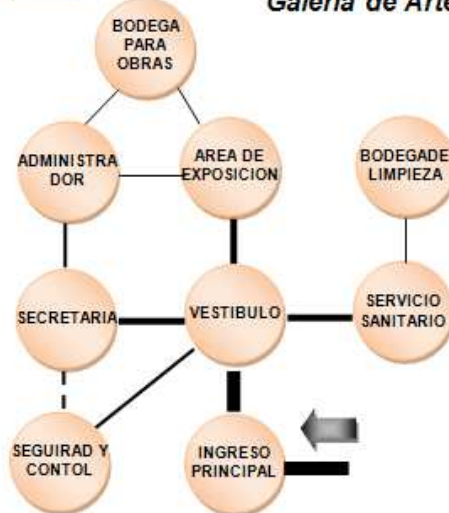 Galería de Arte
BODEGA
PARA
OBRAS
ADMINISTRA
DOR
AREA DE
EXPOSICION
BODEGADE
LIMPIEZA
SECRETARIA
VESTIBULO
SERVICIO
SANITARIO
SEGUIRAD Y
CONTOL
INGRESO
PRINCIPAL